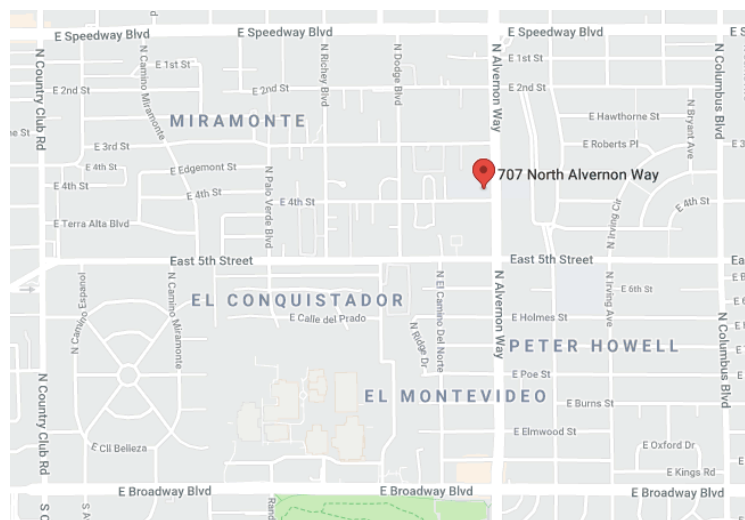 E Speedway Blvd
E Speedway Blvd
E Speedway Blvd
N Country Club Rd
N Camino Miramonte
E 1st St
N Richey Blvd
N Dodge Blvd
N Alvernon Way
E 1st St
N Columbus Blvd
E 2nd St
E 2nd St
E 2nd St
MIRAMONTE
N Bryant Ave
E Hawthorne St
E 3rd St
E Roberts Pl
E 4th St
E Edgemont St
N Palo Verde Blvd
707 North Alvernon Way
E 4th St
E 4th St
E 4th St
E 4th St
N Irving Cir
E Terra Alta Blvd
East 5th Street
East 5th Street
N Camino Espanol
N Camino Miramonte
EL CONQUISTADOR
N El Camino Del Norte
N Alvernon Way
N Irving Ave
E 6th St
E Calle del Prado
E Holmes St
N Columbus Blvd
N Ridge Dr
PETER HOWELL
N Country Club Rd
E Poe St
EL MONTEVIDEO
E Burns St
E Elmwood St
E Cll Belleza
E Oxford Dr
E Kings Rd
E Broadway Blvd
E Broadway Blvd
E Broadway Blvd